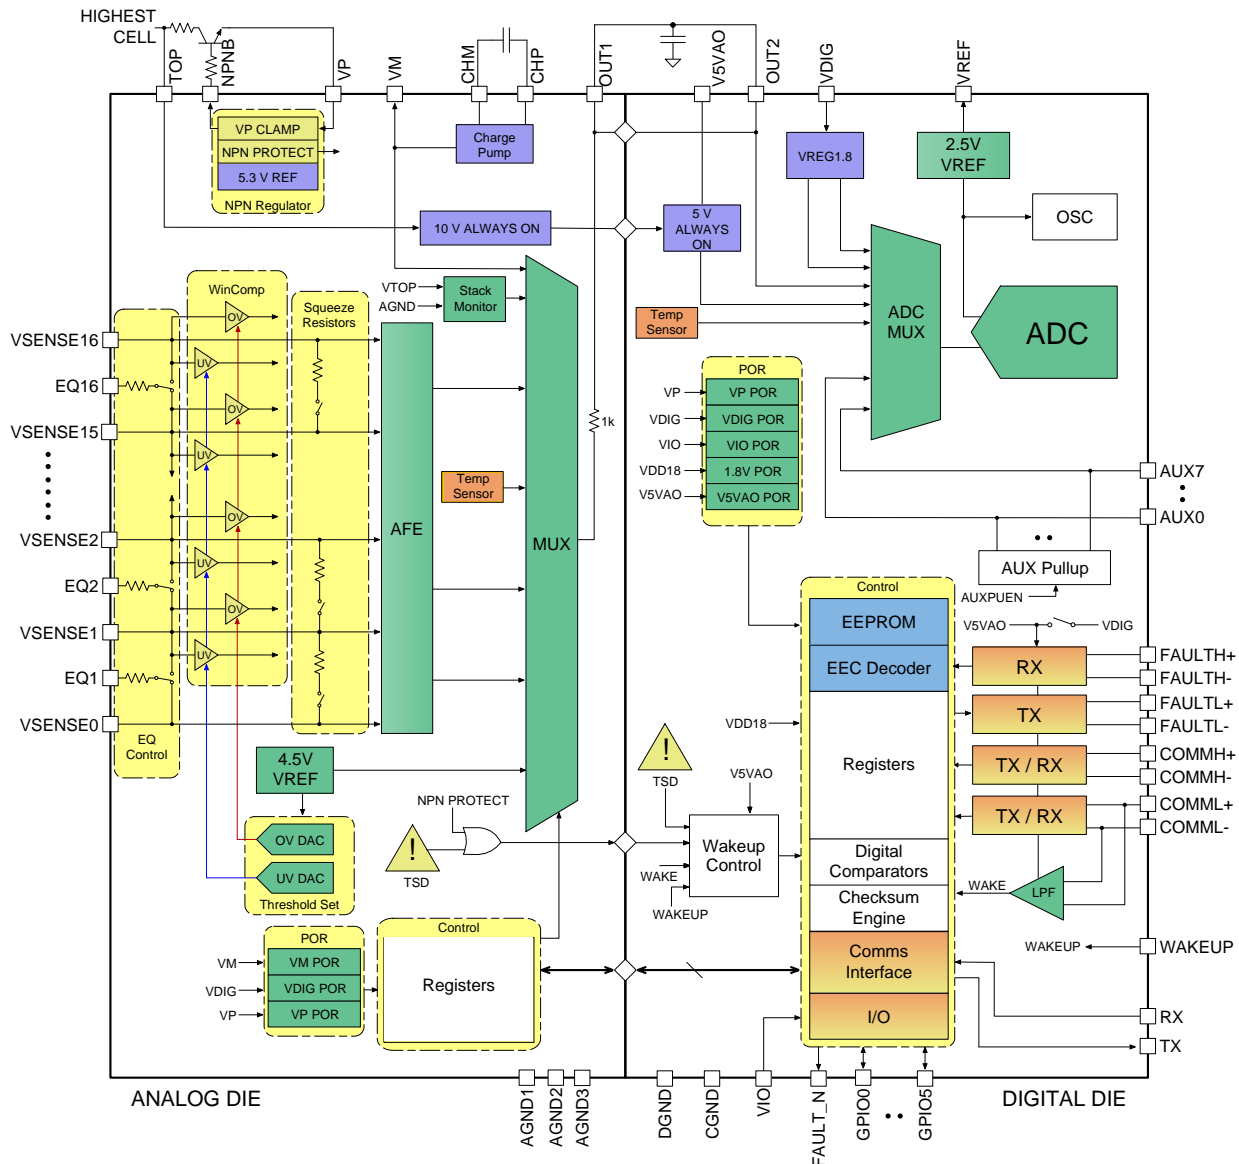 HIGHEST
CELL
TOP
NPNB
VP
VM
CHM
CHP
OUT1
V5VAO
OUT2
VDIG
VREF
VP CLAMP
NPN PROTECT
5.3 V REF
NPN Regulator
Charge
Pump
VREG1.8
2.5V
VREF
OSC
10 V ALWAYS ON
5 V
ALWAYS
ON
WinComp
Squeeze
Resistors
VTOP
AGND
Stack
Monitor
Temp
Sensor
ADC
MUX
ADC
OV
UV
OV
UV
OV
UV
OV
UV
VSENSE16
EQ16
VSENSE15
VSENSE2
EQ2
VSENSE1
EQ1
VSENSE0
EQ
Control
AFE
Temp
Sensor
MUX
1k
POR
VP
VP POR
VDIG
VDIG POR
VIO
VIO POR
VDD18
1.8V POR
V5VAO
V5VAO POR
AUX7
AUX0
AUX Pullup
AUXPUEN
V5VAO
VDIG
Control
EEPROM
EEC Decoder
Registers
Digital
Comparators
Checksum
Engine
Comms
Interface
I/O
RX
TX
TX / RX
TX / RX
FAULTH+
FAULTH-
FAULTL+
FAULTL-
COMMH+
COMMH-
COMML+
COMML-
WAKE
LPF
WAKEUP
WAKEUP
RX
TX
VDD18
4.5V
VREF
OV DAC
UV DAC
Threshold Set
NPN PROTECT
!
TSD
!
TSD
V5VAO
Wakeup
Control
WAKE
WAKEUP
POR
VM
VM POR
VDIG
VDIG POR
VP
VP POR
Control
Registers
ANALOG DIE
DIGITAL DIE
AGND1
AGND2
AGND3
DGND
CGND
VIO
FAULT_N
GPIO0
GPIO5